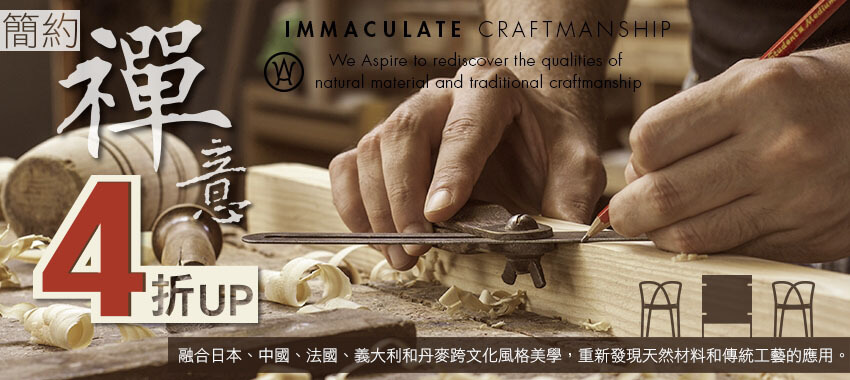 簡約
禪意
4折UP
IMMACULATE CRAFTMANSHIP
We Aspire to rediscover the qualities of
natural material and traditional craftmanship
Student Medium
融合日本、中國、法國、義大利和丹麥跨文化風格美學，重新發現天然材料和傳統工藝的應用。